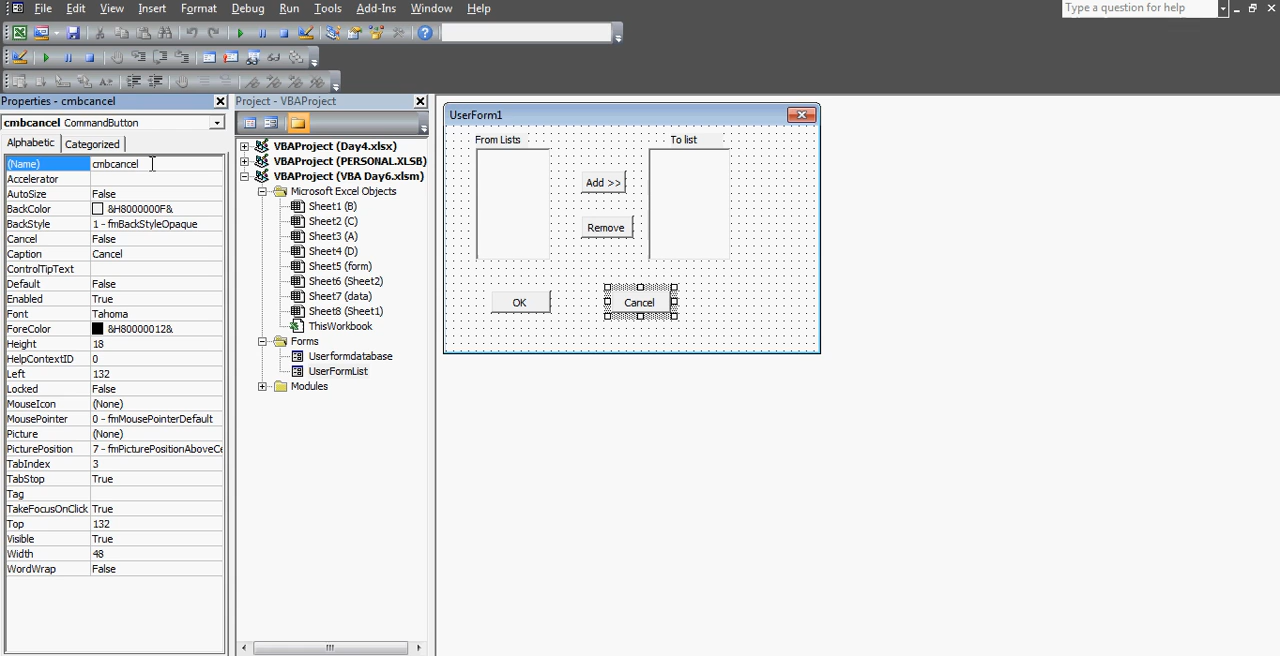 File Edit View Insert Format Debug Run Tools Add-Ins Window Help
Type a question for help
Properties - cmbcancel
cmbcancel CommandButton
Alphabetic Categorized
(Name) cmbcancel
Accelerator
AutoSize False
BackColor &H8000000F&
BackStyle 1 - fmBackStyleOpaque
Cancel False
Caption Cancel
ControlTipText
Default False
Enabled True
Font Tahoma
ForeColor &H80000012&
Height 18
HelpContextID 0
Left 132
Locked False
MouseIcon (None)
MousePointer 0 - fmMousePointerDefault
Picture (None)
PicturePosition 7 - fmPicturePositionAboveCe
TabIndex 3
TabStop True
Tag
TakeFocusOnClick True
Top 132
Visible True
Width 48
WordWrap False
Project - VBAProject
VBAProject (Day4.xlsx)
VBAProject (PERSONAL.XLSB)
VBAProject (VBA Day6.xlsm)
Microsoft Excel Objects
Sheet1 (B)
Sheet2 (C)
Sheet3 (A)
Sheet4 (D)
Sheet5 (form)
Sheet6 (Sheet2)
Sheet7 (data)
Sheet8 (Sheet1)
ThisWorkbook
Forms
Userformdatabase
UserFormList
Modules
UserForm1
From Lists To list
Add >>
Remove
OK Cancel